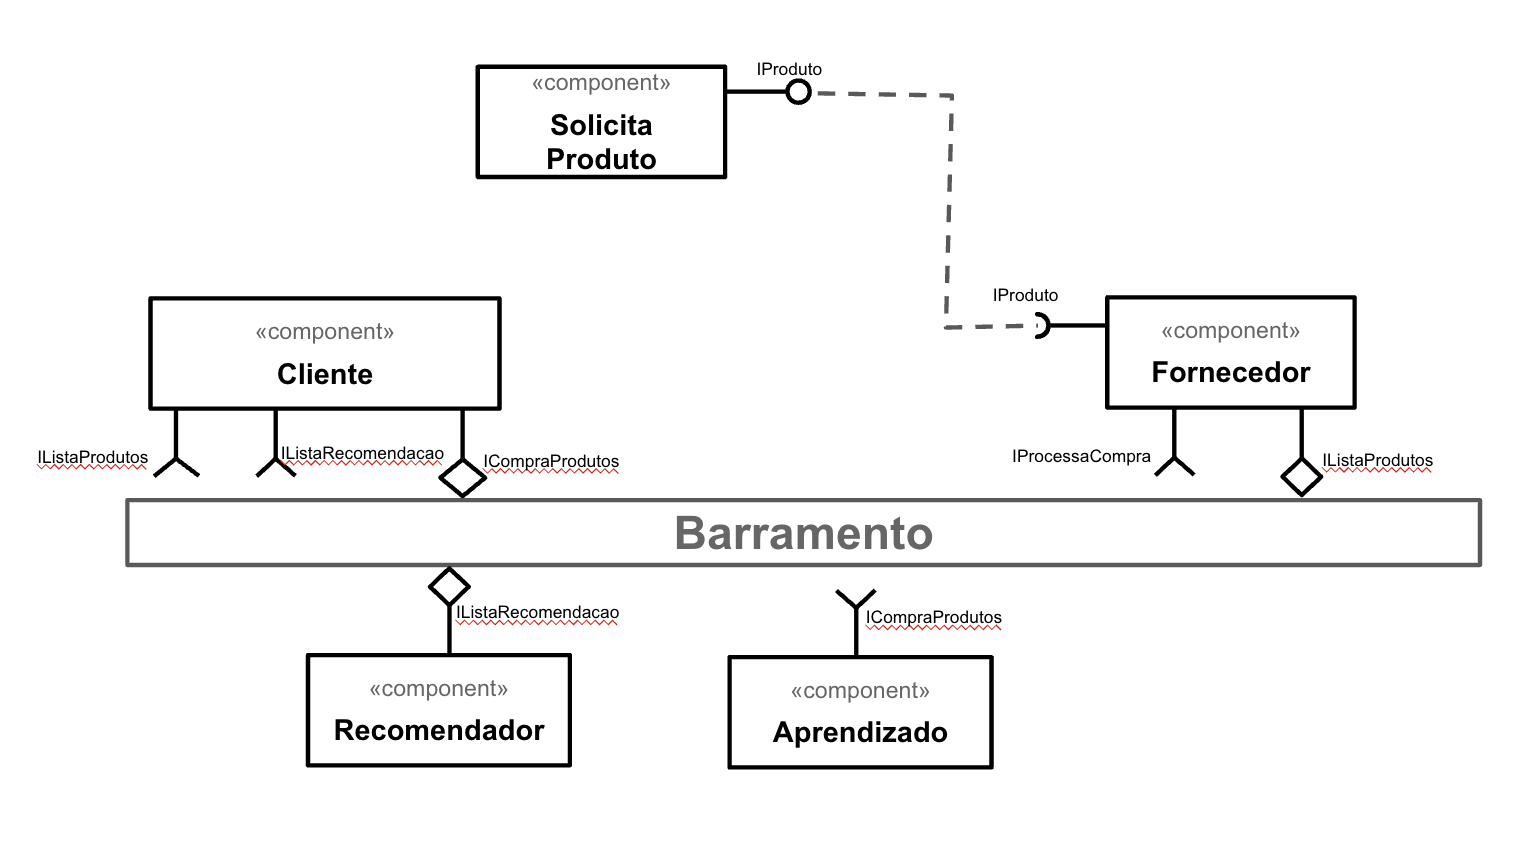 IProduto
«component»
Solicita
Produto
IProduto
«component»
Cliente
«component»
Fornecedor
IListaProdutos
IListaRecomendacao
ICompraProdutos
IProcessaCompra
IListaProdutos
Barramento
IListaRecomendacao
ICompraProdutos
«component»
Recomendador
«component»
Aprendizado